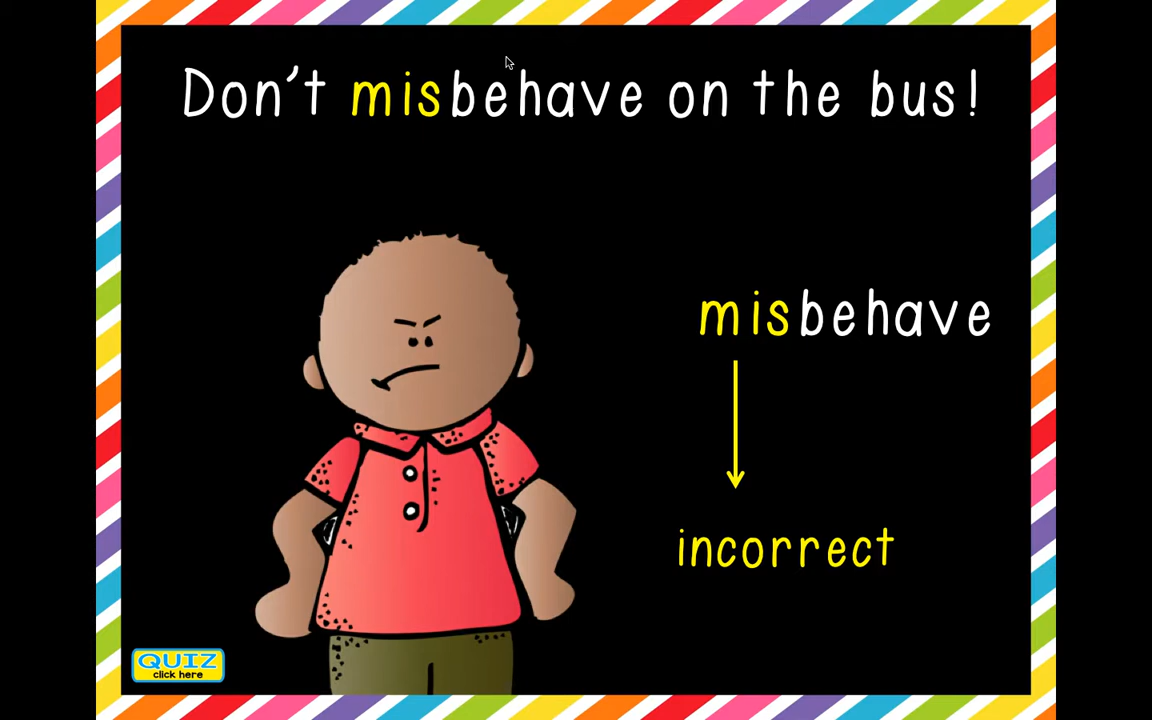 Don't misbehave on the bus!
misbehave
incorrect
QUIZ
click here